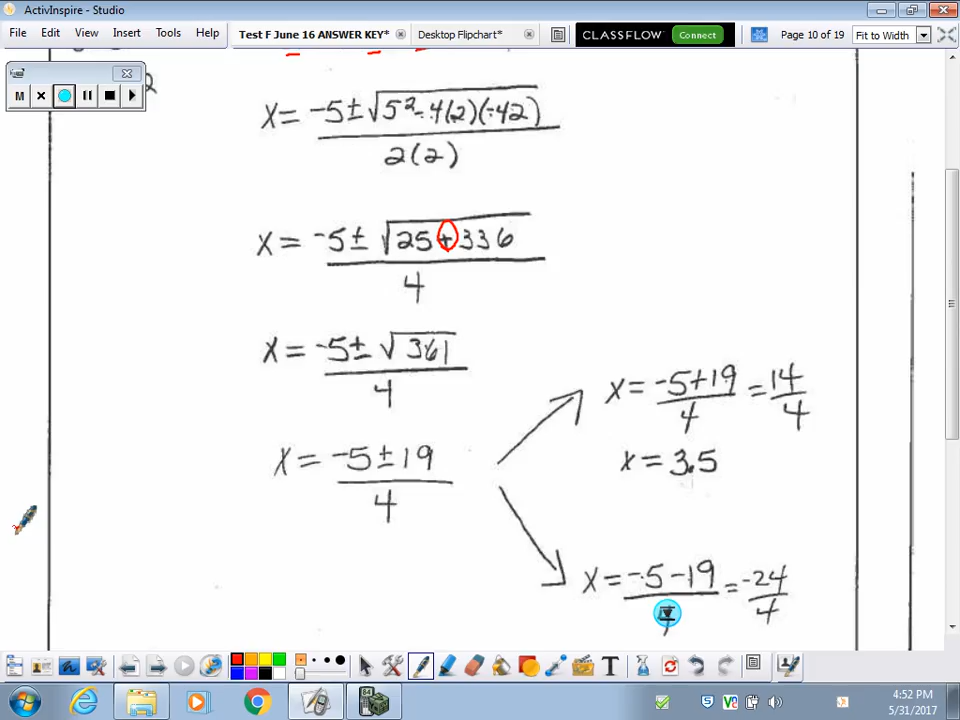 ActivInspire - Studio
File Edit View Insert Tools Help
Test F June 16 ANSWER KEY* Desktop Flipchart* CLASSFLOW Connect Page 10 of 19 Fit to Width
M
2
x = -5 ± √5² - 4(2)(-42)
2(2)
x = -5 ± √25 + 336
4
x = -5 ± √361
4
x = -5 ± 19
4
x = -5 + 19 = 14
4 4
x = 3.5
x = -5 - 19 = -24
4
T
4:52 PM
5/31/2017